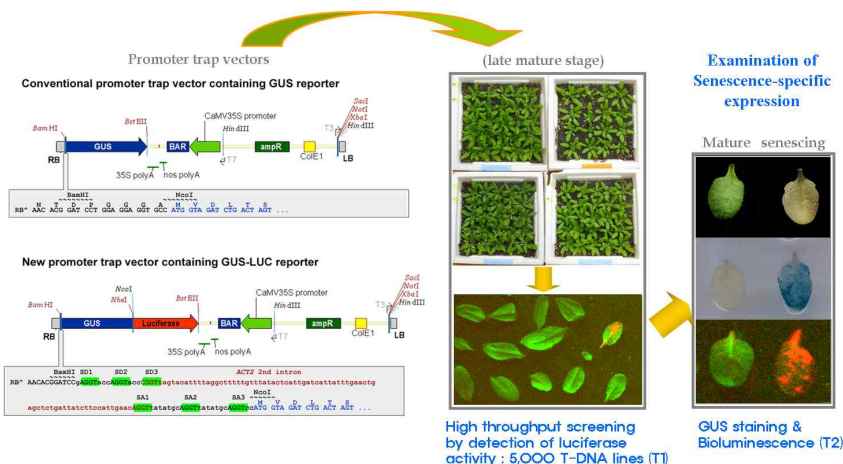 Promoter trap vectors
Conventional promoter trap vector containing GUS reporter
SacI
NotI
XbaI
Hin dIII
T3
CaMV35S promoter
Bst EII
Hin dIII
Bam HI
GUS
BAR
ampR
RB
T7
ColE1
LB
35S polyA
nos polyA
BamHI
NcoI
N T D P G G G A M V D L T S
RB^ AAC ACG GAT CCT GGA GGA GGT GCC ATG GTA GAT CTG ACT AGT ...
New promoter trap vector containing GUS-LUC reporter
SacI
NotI
XbaI
Hin dIII
T3
NcoI
CaMV35S promoter
NheI
Bst EII
Hin dIII
Bam HI
GUS
Luciferase
BAR
ampR
RB
T7
ColE1
LB
35S polyA
nos polyA
BamHI SD1 SD2 SD3 ACT2 2nd intron
RB^ AACACGGATCCgAGGTaccAGGTaccCGGTtagtacattttaggctttttgtttatactcattgatcattatttgaactg
SA1 SA2 SA3 NcoI
M V D L T S
agctctgattatcttccattgaacAGGTtatatgcAGGTtatatgcAGGTccATG GTA GAT CTG ACT AGT ...
(late mature stage)
High throughput screening
by detection of luciferase
activity : 5,000 T-DNA lines (T1)
Examination of
Senescence-specific
expression
Mature senescing
GUS staining &
Bioluminescence (T2)